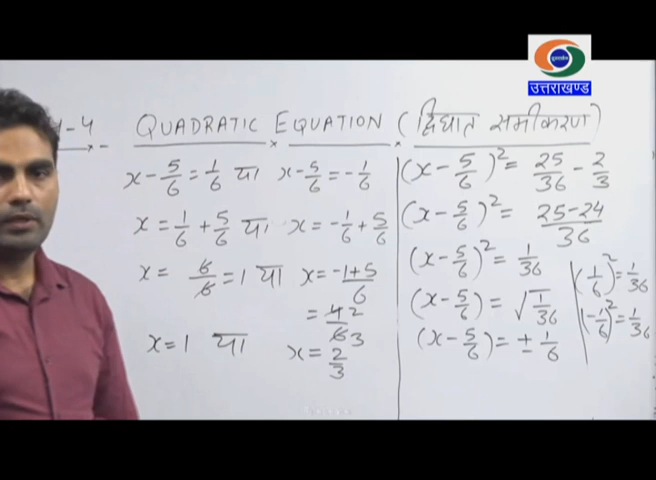 उत्तराखण्ड
-4 QUADRATIC EQUATION (द्विघात समीकरण)
x - 5/6 = 1/6 या x - 5/6 = -1/6
x = 1/6 + 5/6 या x = -1/6 + 5/6
x = 6/6 = 1 या x = -1+5/6
= 4 2/6 3
x = 1 या x = 2/3
(x - 5/6)² = 25/36 - 2/3
(x - 5/6)² = 25-24/36
(x - 5/6)² = 1/36
(x - 5/6) = √1/36
(x - 5/6) = ± 1/6
(1/6)² = 1/36
(-1/6)² = 1/36